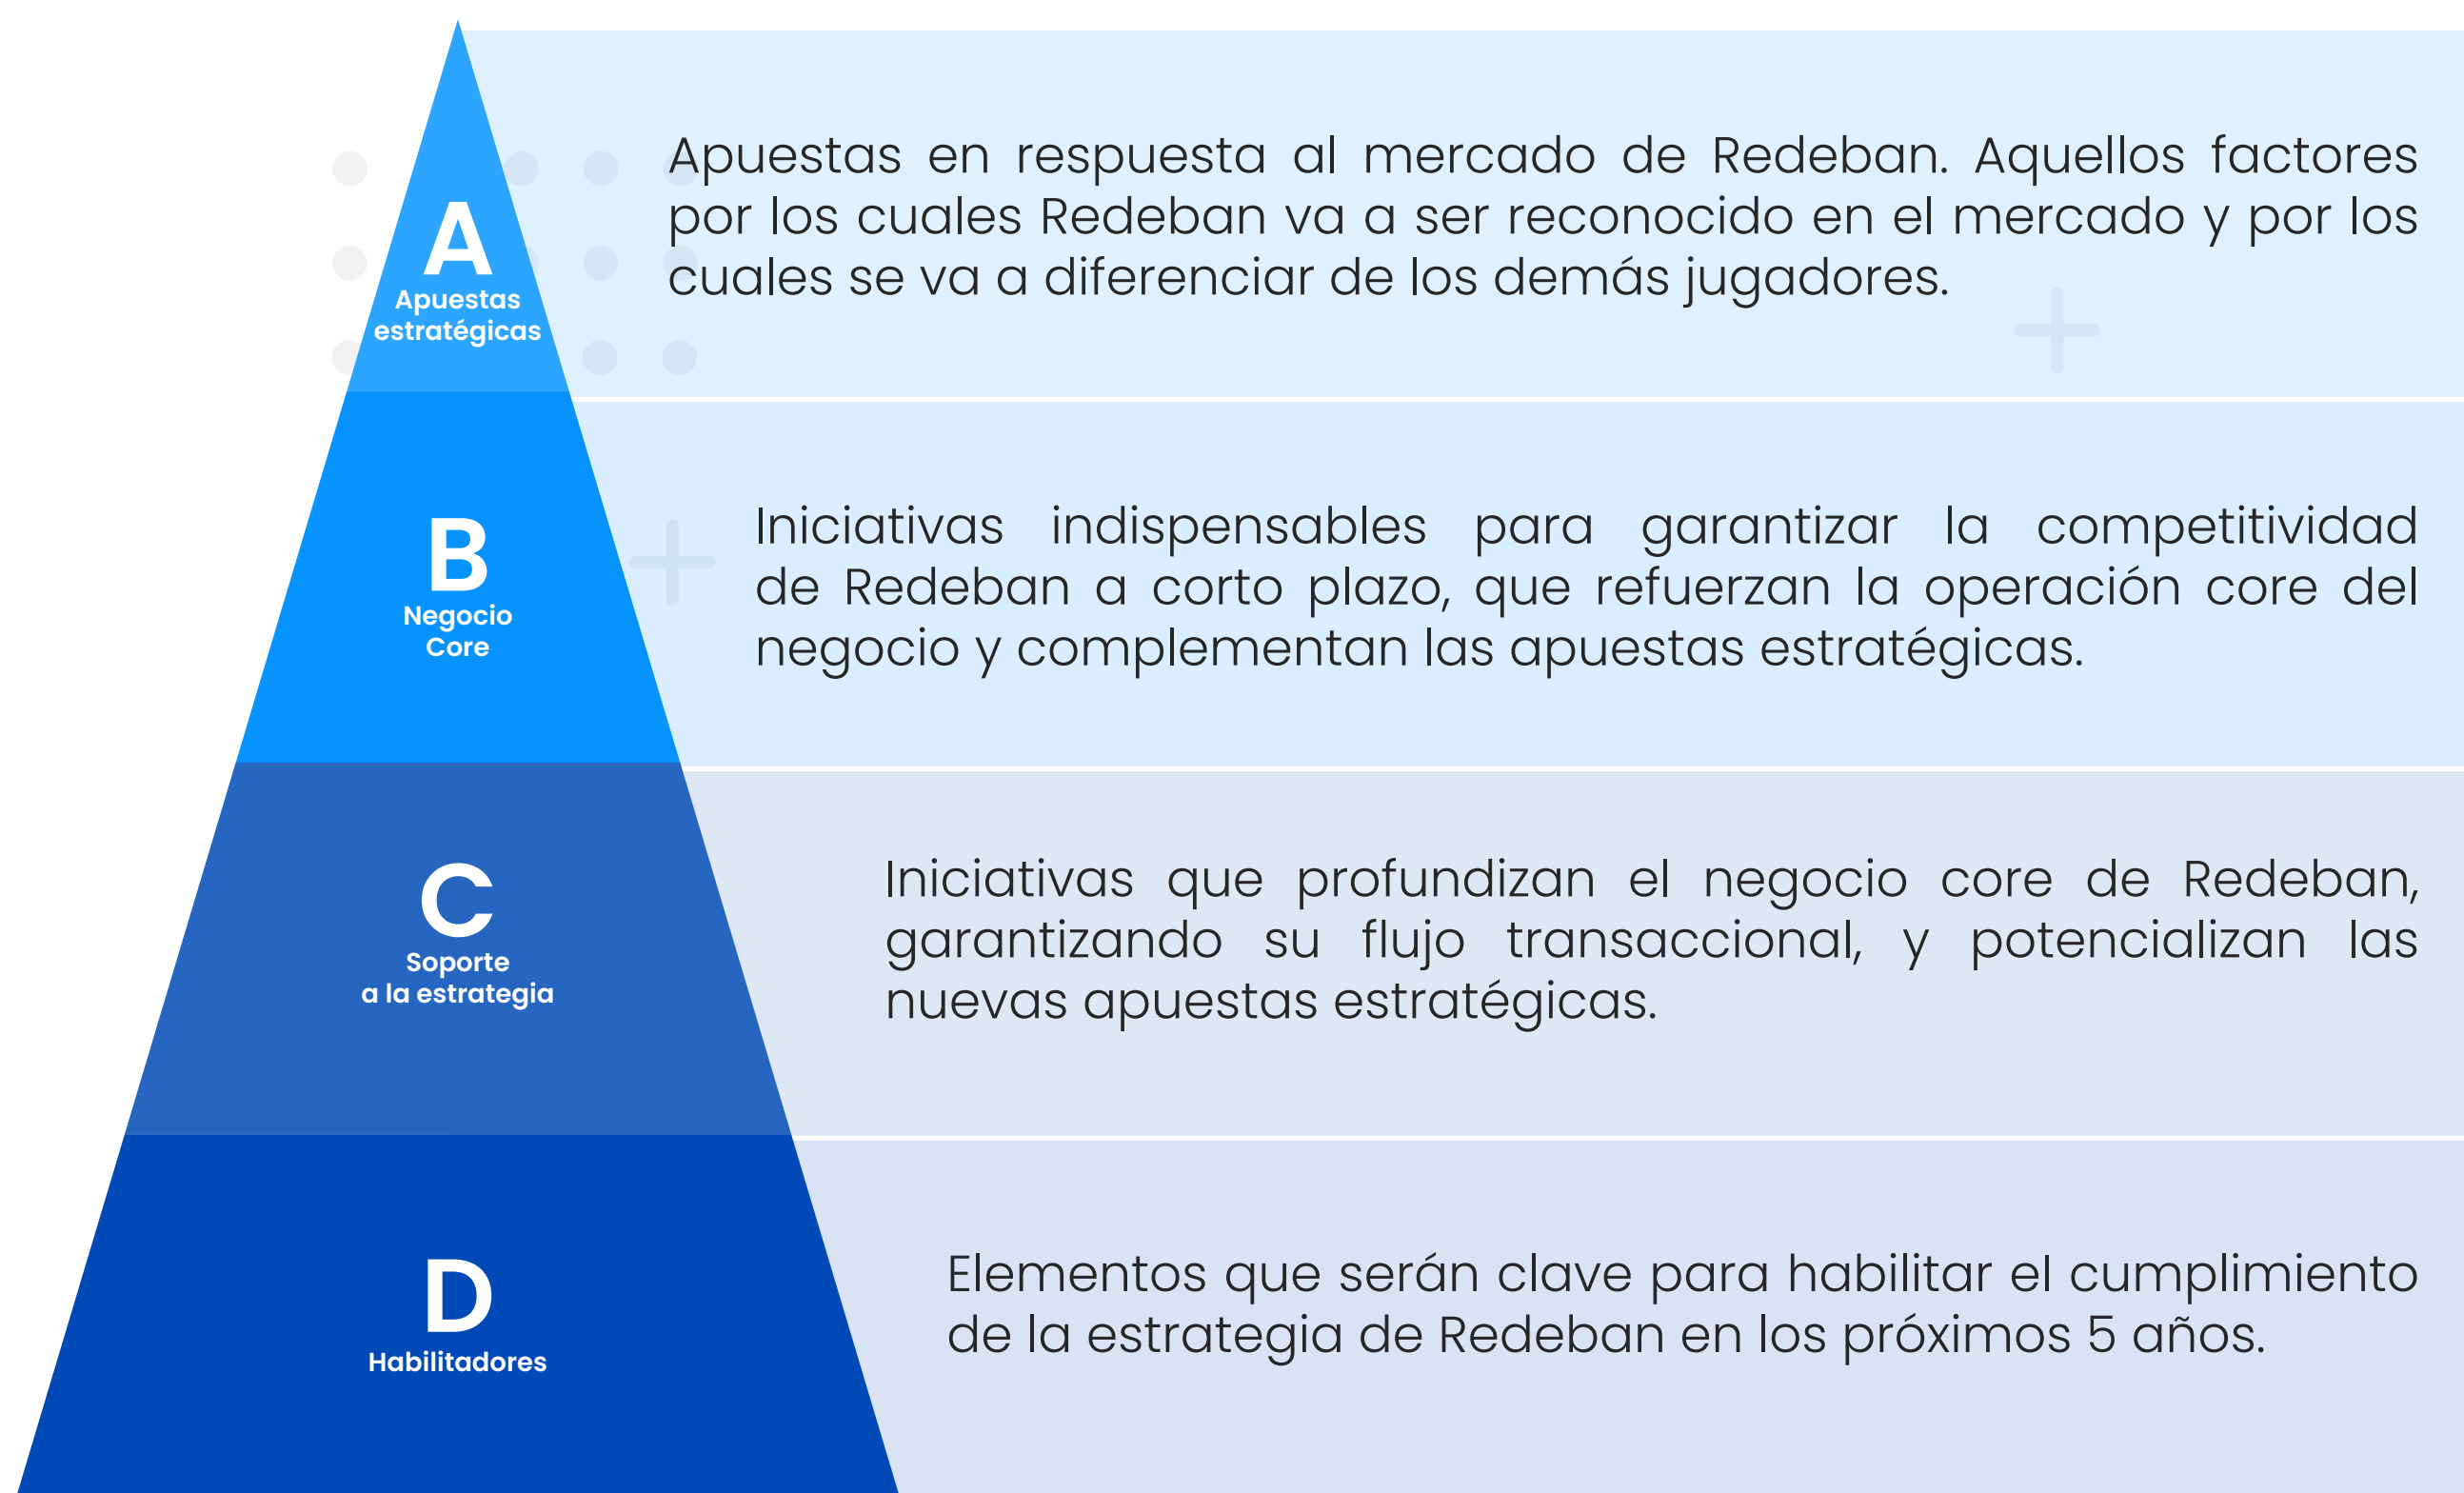 A
Apuestas
estratégicas
Apuestas en respuesta al mercado de Redeban. Aquellos factores
por los cuales Redeban va a ser reconocido en el mercado y por los
cuales se va a diferenciar de los demás jugadores.
B
Negocio
Core
Iniciativas indispensables para garantizar la competitividad
de Redeban a corto plazo, que refuerzan la operación core del
negocio y complementan las apuestas estratégicas.
C
Soporte
a la estrategia
Iniciativas que profundizan el negocio core de Redeban,
garantizando su flujo transaccional, y potencializan las
nuevas apuestas estratégicas.
D
Habilitadores
Elementos que serán clave para habilitar el cumplimiento
de la estrategia de Redeban en los próximos 5 años.